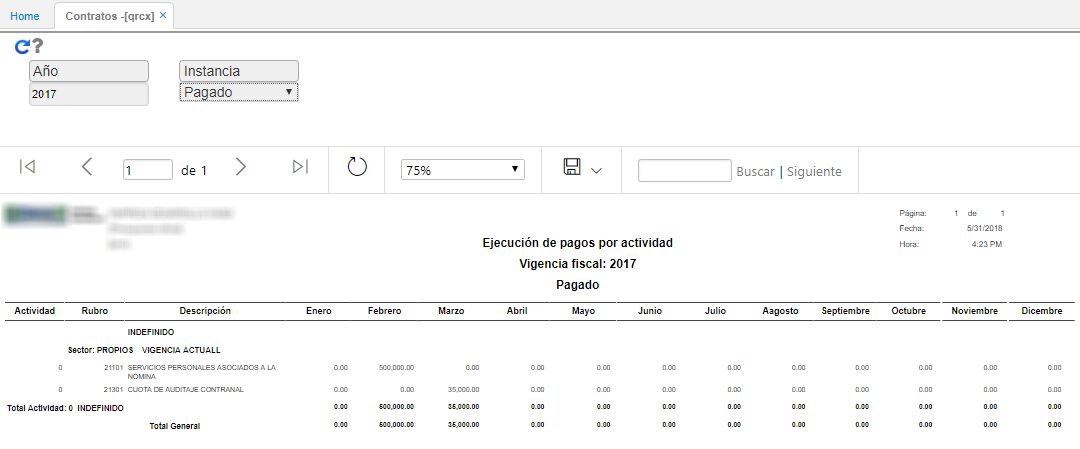 Home Contratos -[qrcx] ×
?
Año Instancia
2017 Pagado
1 de 1 75% Buscar | Siguiente
Página: 1 de 1
Fecha: 5/31/2018
Hora: 4:23 PM
Ejecución de pagos por actividad
Vigencia fiscal: 2017
Pagado
Actividad Rubro Descripción Enero Febrero Marzo Abril Mayo Junio Julio Aagosto Septiembre Octubre Noviembre Dicembre
INDEFINIDO
Sector: PROPIOS VIGENCIA ACTUALL
0 21101 SERVICIOS PERSONALES ASOCIADOS A LA 0.00 500,000.00 0.00 0.00 0.00 0.00 0.00 0.00 0.00 0.00 0.00 0.00
NOMINA
0 21301 CUOTA DE AUDITAJE CONTRANAL 0.00 0.00 35,000.00 0.00 0.00 0.00 0.00 0.00 0.00 0.00 0.00 0.00
Total Actividad: 0 INDEFINIDO 0.00 500,000.00 35,000.00 0.00 0.00 0.00 0.00 0.00 0.00 0.00 0.00 0.00
Total General 0.00 500,000.00 35,000.00 0.00 0.00 0.00 0.00 0.00 0.00 0.00 0.00 0.00